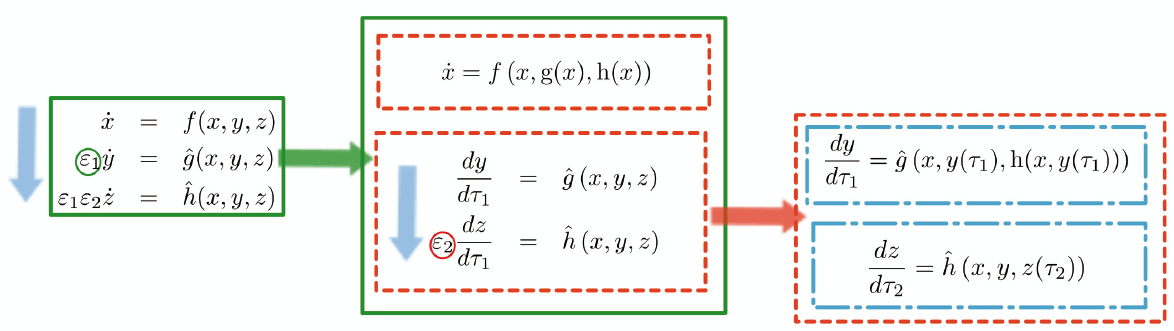 ẋ = f(x, y, z)
ε₁ẏ = ĝ(x, y, z)
ε₁ε₂ż = ĥ(x, y, z)
ẋ = f (x, g(x), h(x))
dy/dτ₁ = ĝ (x, y, z)
ε₂ dz/dτ₁ = ĥ (x, y, z)
dy/dτ₁ = ĝ (x, y(τ₁), h(x, y(τ₁)))
dz/dτ₂ = ĥ (x, y, z(τ₂))